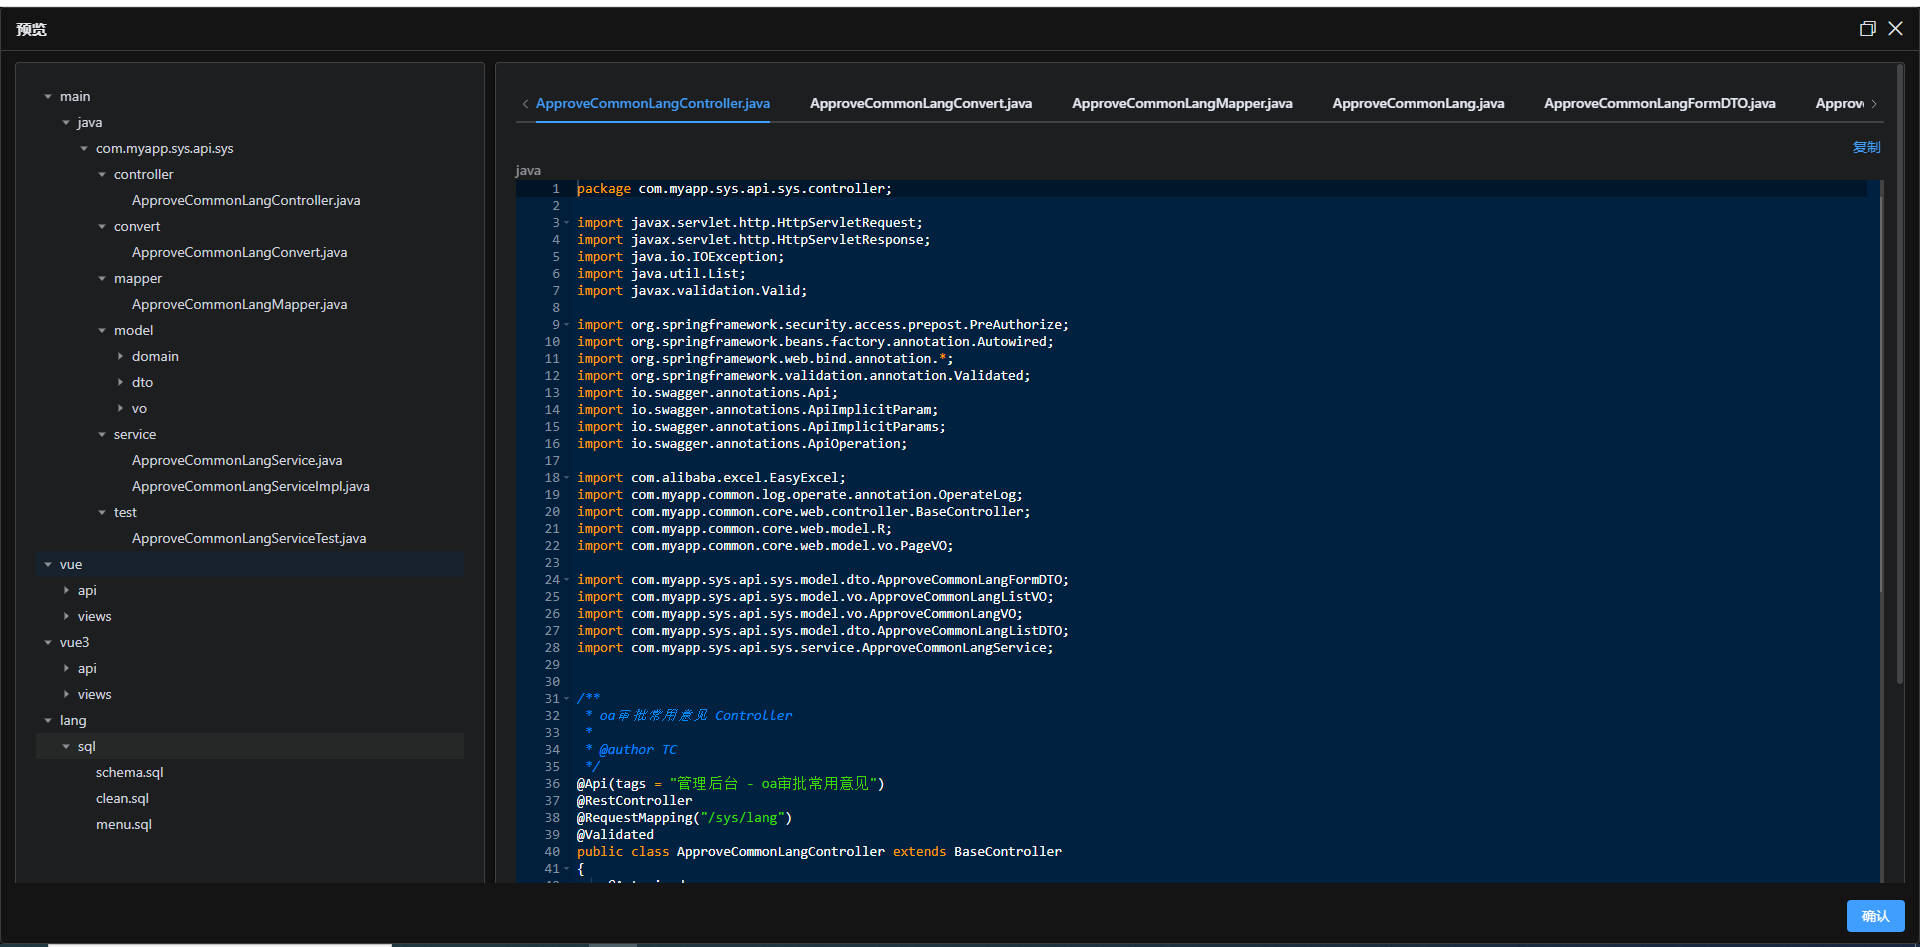 预览
main
java
com.myapp.sys.api.sys
controller
ApproveCommonLangController.java
convert
ApproveCommonLangConvert.java
mapper
ApproveCommonLangMapper.java
model
domain
dto
vo
service
ApproveCommonLangService.java
ApproveCommonLangServiceImpl.java
test
ApproveCommonLangServiceTest.java
vue
api
views
vue3
api
views
lang
sql
schema.sql
clean.sql
menu.sql
ApproveCommonLangController.java ApproveCommonLangConvert.java ApproveCommonLangMapper.java ApproveCommonLang.java ApproveCommonLangFormDTO.java Approv
复制
java
1 package com.myapp.sys.api.sys.controller;
2
3 import javax.servlet.http.HttpServletRequest;
4 import javax.servlet.http.HttpServletResponse;
5 import java.io.IOException;
6 import java.util.List;
7 import javax.validation.Valid;
8
9 import org.springframework.security.access.prepost.PreAuthorize;
10 import org.springframework.beans.factory.annotation.Autowired;
11 import org.springframework.web.bind.annotation.*;
12 import org.springframework.validation.annotation.Validated;
13 import io.swagger.annotations.Api;
14 import io.swagger.annotations.ApiImplicitParam;
15 import io.swagger.annotations.ApiImplicitParams;
16 import io.swagger.annotations.ApiOperation;
17
18 import com.alibaba.excel.EasyExcel;
19 import com.myapp.common.log.operate.annotation.OperateLog;
20 import com.myapp.common.core.web.controller.BaseController;
21 import com.myapp.common.core.web.model.R;
22 import com.myapp.common.core.web.model.vo.PageVO;
23
24 import com.myapp.sys.api.sys.model.dto.ApproveCommonLangFormDTO;
25 import com.myapp.sys.api.sys.model.vo.ApproveCommonLangListVO;
26 import com.myapp.sys.api.sys.model.vo.ApproveCommonLangVO;
27 import com.myapp.sys.api.sys.model.dto.ApproveCommonLangListDTO;
28 import com.myapp.sys.api.sys.service.ApproveCommonLangService;
29
30
31 /**
32 * oa审批常用意见 Controller
33 *
34 * @author TC
35 */
36 @Api(tags = "管理后台 - oa审批常用意见")
37 @RestController
38 @RequestMapping("/sys/lang")
39 @Validated
40 public class ApproveCommonLangController extends BaseController
41 {
确认